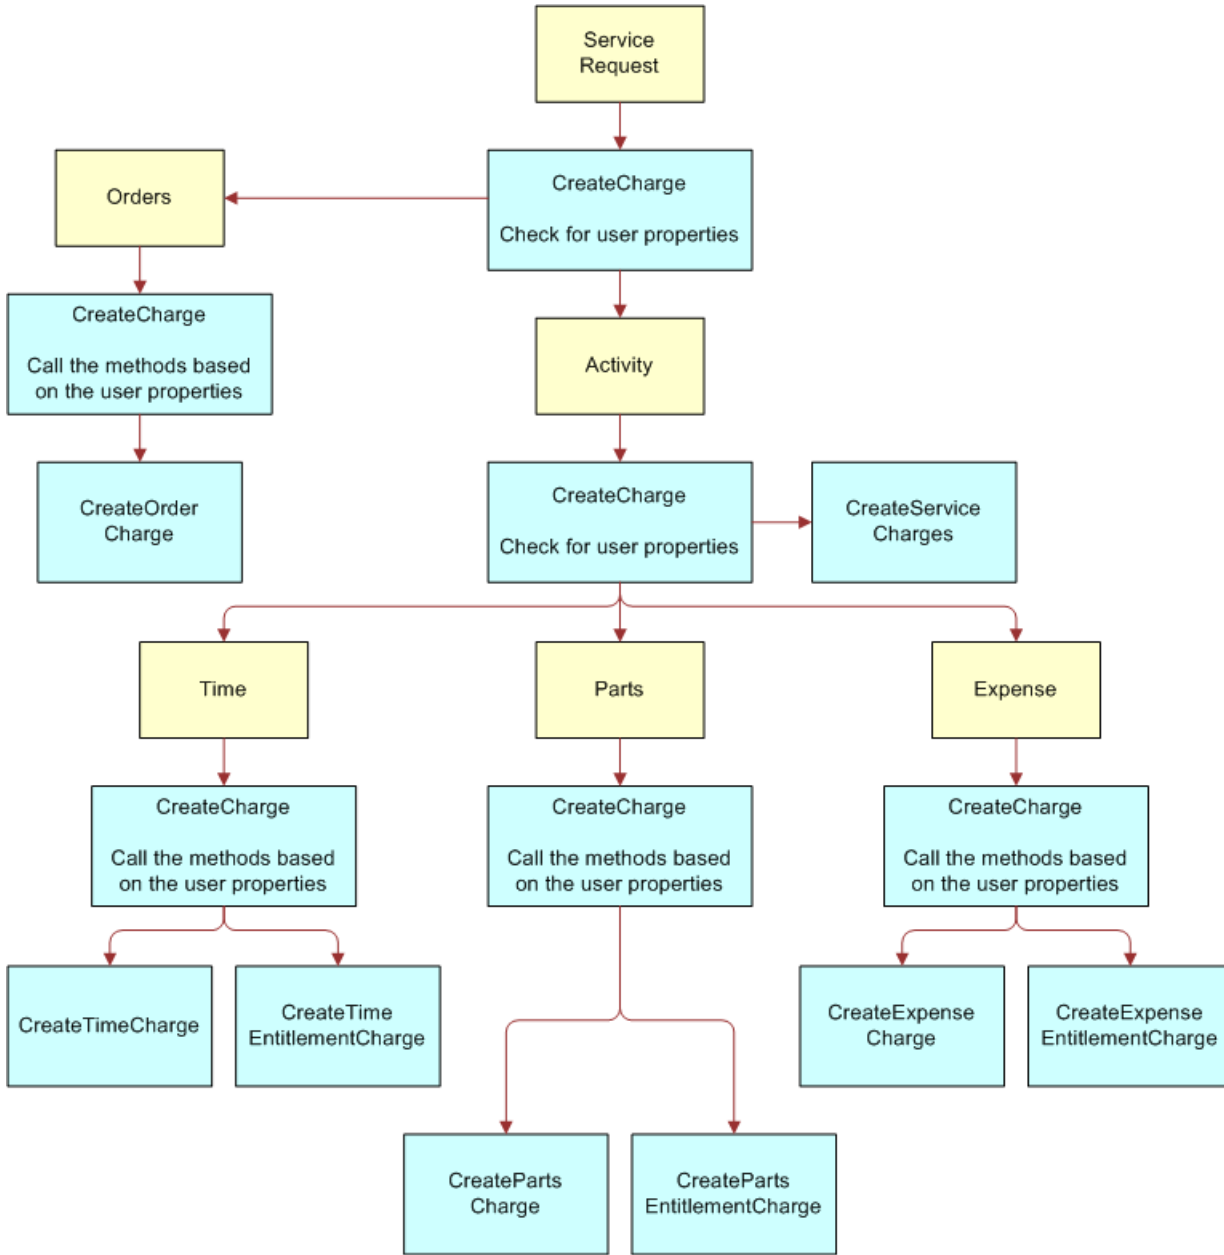 Service
Request
Orders
CreateCharge
Check for user properties
CreateCharge
Call the methods based
on the user properties
Activity
CreateOrder
Charge
CreateCharge
Check for user properties
CreateService
Charges
Time
Parts
Expense
CreateCharge
Call the methods based
on the user properties
CreateCharge
Call the methods based
on the user properties
CreateCharge
Call the methods based
on the user properties
CreateTimeCharge
CreateTime
EntitlementCharge
CreateExpense
Charge
CreateExpense
EntitlementCharge
CreateParts
Charge
CreateParts
EntitlementCharge